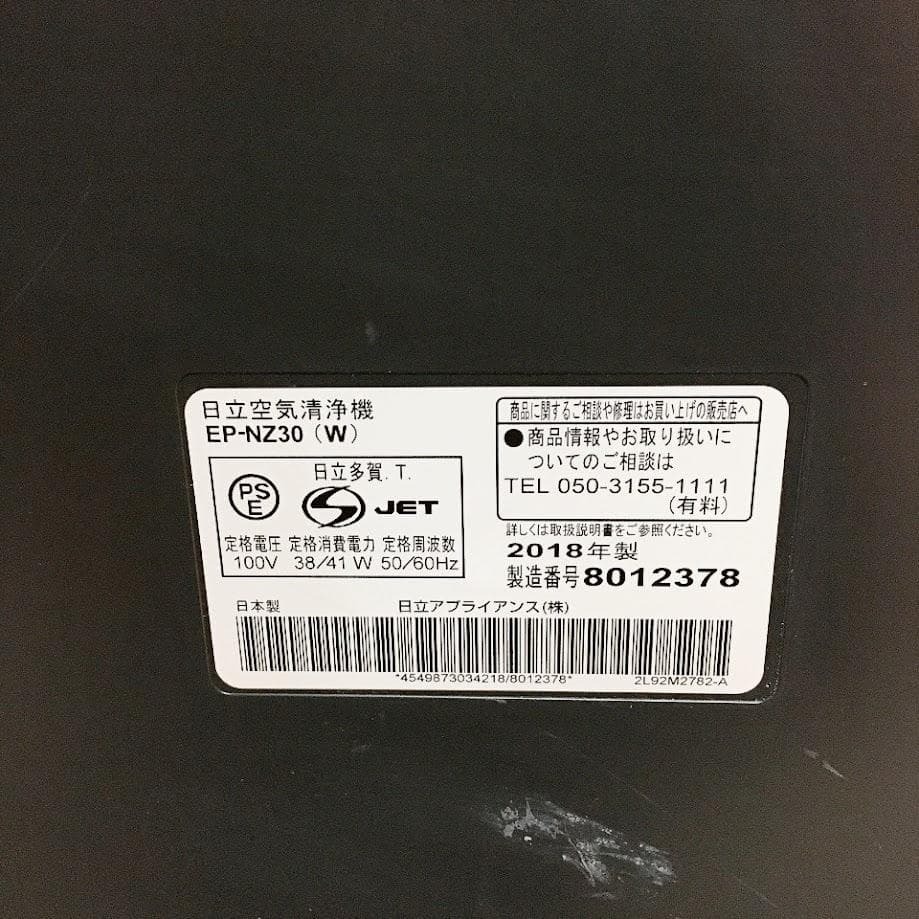 日立空気清浄機
EP-NZ30（W）
PS
E
日立多賀.T.
JET
定格電圧 定格消費電力 定格周波数
100V 38/41 W 50/60Hz
商品に関するご相談や修理はお買い上げの販売店へ
●商品情報やお取り扱いに
ついてのご相談は
TEL 050-3155-1111
（有料）
詳しくは取扱説明書をご参照ください。
2018年製
製造番号8012378
日本製 日立アプライアンス(株)
*4549873034218/8012378* 2L92M2782-A